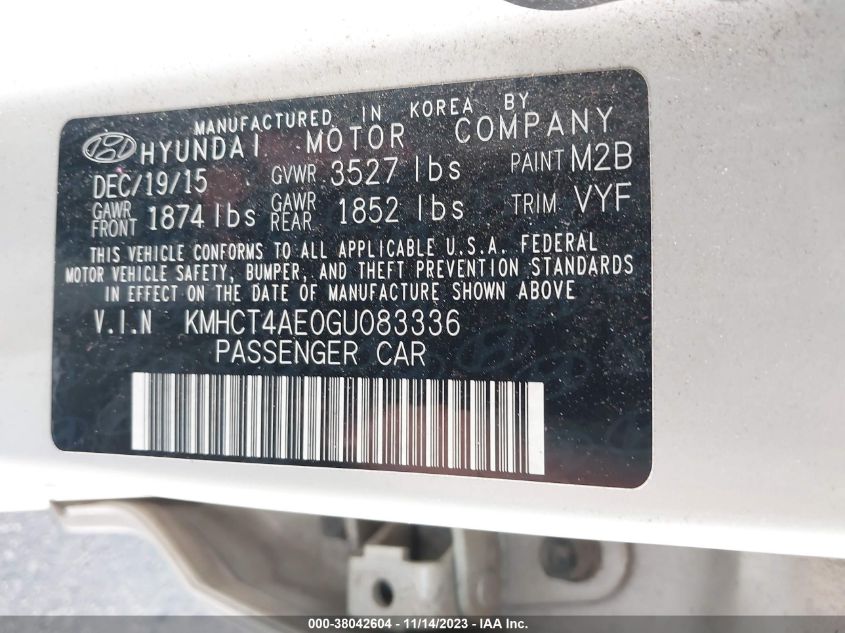 MANUFACTURED IN KOREA BY
HYUNDAI MOTOR COMPANY
DEC/19/15 GVWR 3527 lbs PAINT M2B
GAWR FRONT 1874 lbs GAWR REAR 1852 lbs TRIM VYF
THIS VEHICLE CONFORMS TO ALL APPLICABLE U.S.A. FEDERAL
MOTOR VEHICLE SAFETY, BUMPER, AND THEFT PREVENTION STANDARDS
IN EFFECT ON THE DATE OF MANUFACTURE SHOWN ABOVE
V.I.N KMHCT4AE0GU083336
PASSENGER CAR
000-38042604 — 11/14/2023 — IAA Inc.